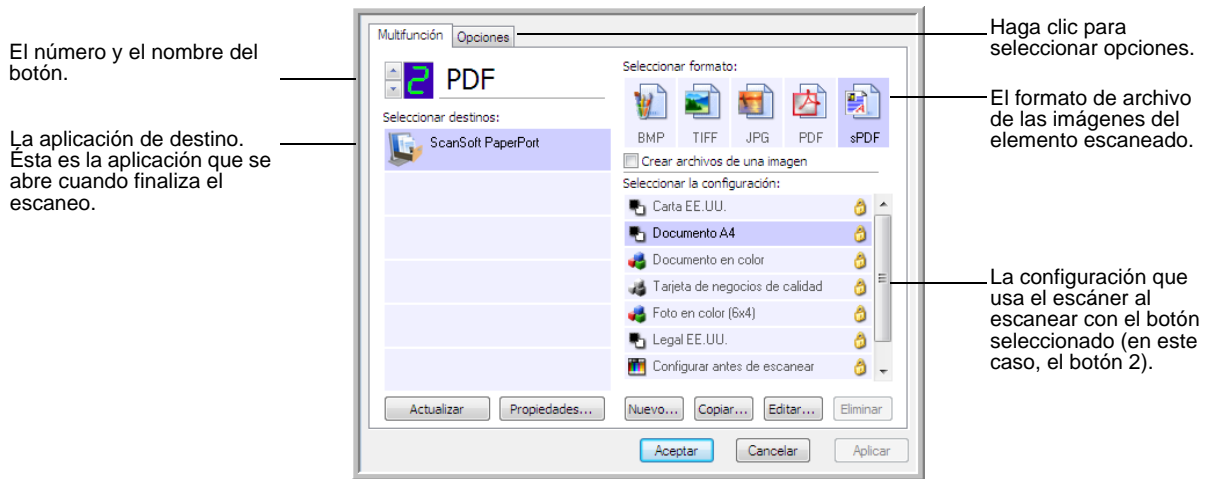 El número y el nombre del
botón.
La aplicación de destino.
Ésta es la aplicación que se
abre cuando finaliza el
escaneo.
Multifunción
Opciones
2
PDF
Seleccionar destinos:
ScanSoft PaperPort
Actualizar
Propiedades...
Seleccionar formato:
BMP
TIFF
JPG
PDF
sPDF
Crear archivos de una imagen
Seleccionar la configuración:
Carta EE.UU.
Documento A4
Documento en color
Tarjeta de negocios de calidad
Foto en color (6x4)
Legal EE.UU.
Configurar antes de escanear
Nuevo...
Copiar...
Editar...
Eliminar
Aceptar
Cancelar
Aplicar
Haga clic para
seleccionar opciones.
El formato de archivo
de las imágenes del
elemento escaneado.
La configuración que
usa el escáner al
escanear con el botón
seleccionado (en este
caso, el botón 2).